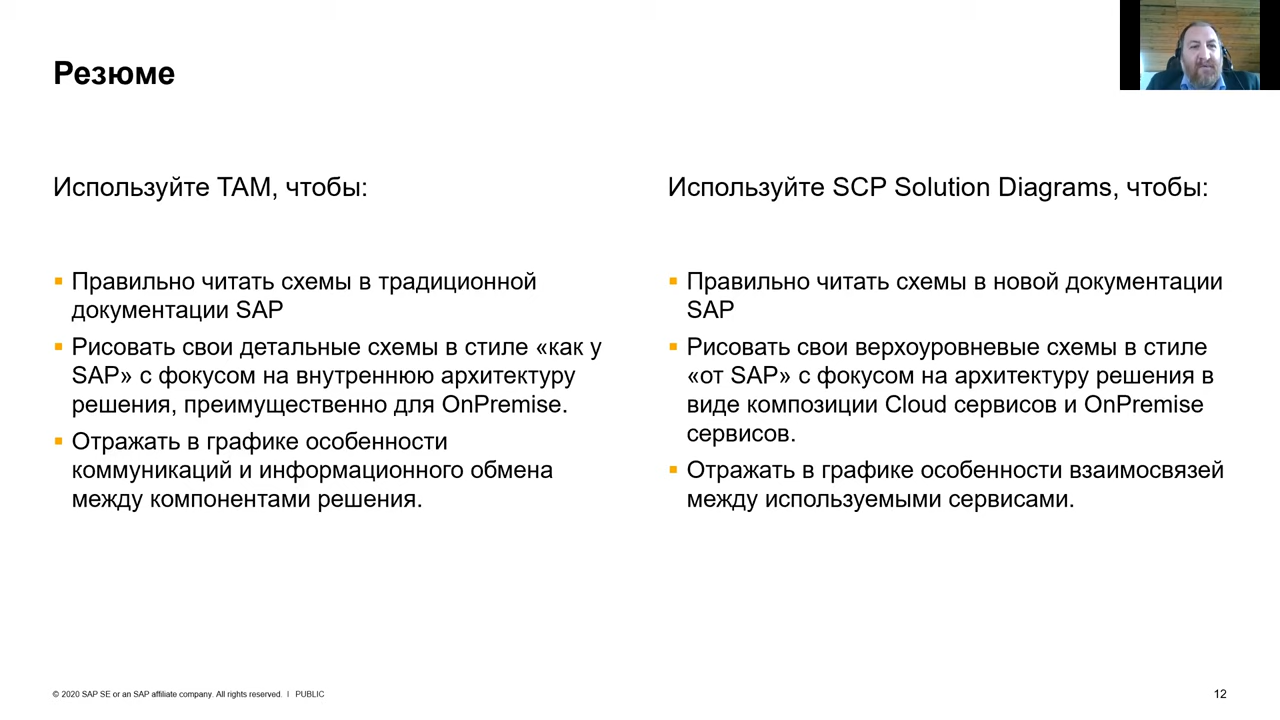 Резюме
Используйте TAM, чтобы:
Правильно читать схемы в традиционной
документации SAP
Рисовать свои детальные схемы в стиле «как у
SAP» с фокусом на внутреннюю архитектуру
решения, преимущественно для OnPremise.
Отражать в графике особенности
коммуникаций и информационного обмена
между компонентами решения.
Используйте SCP Solution Diagrams, чтобы:
Правильно читать схемы в новой документации
SAP
Рисовать свои верхоуровневые схемы в стиле
«от SAP» с фокусом на архитектуру решения в
виде композиции Cloud сервисов и OnPremise
сервисов.
Отражать в графике особенности взаимосвязей
между используемыми сервисами.
© 2020 SAP SE or an SAP affiliate company. All rights reserved. | PUBLIC
12